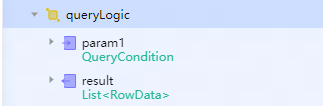 queryLogic
param1
QueryCondition
result
List<RowData>